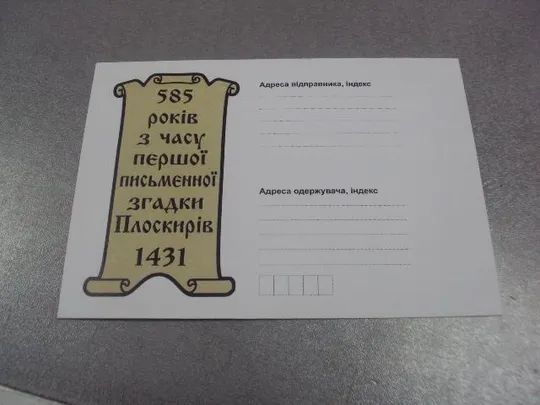 585
років
з часу
першої
письменної
згадки
Плоскирів
1431
Адреса відправника, індекс
Адреса одержувача, індекс